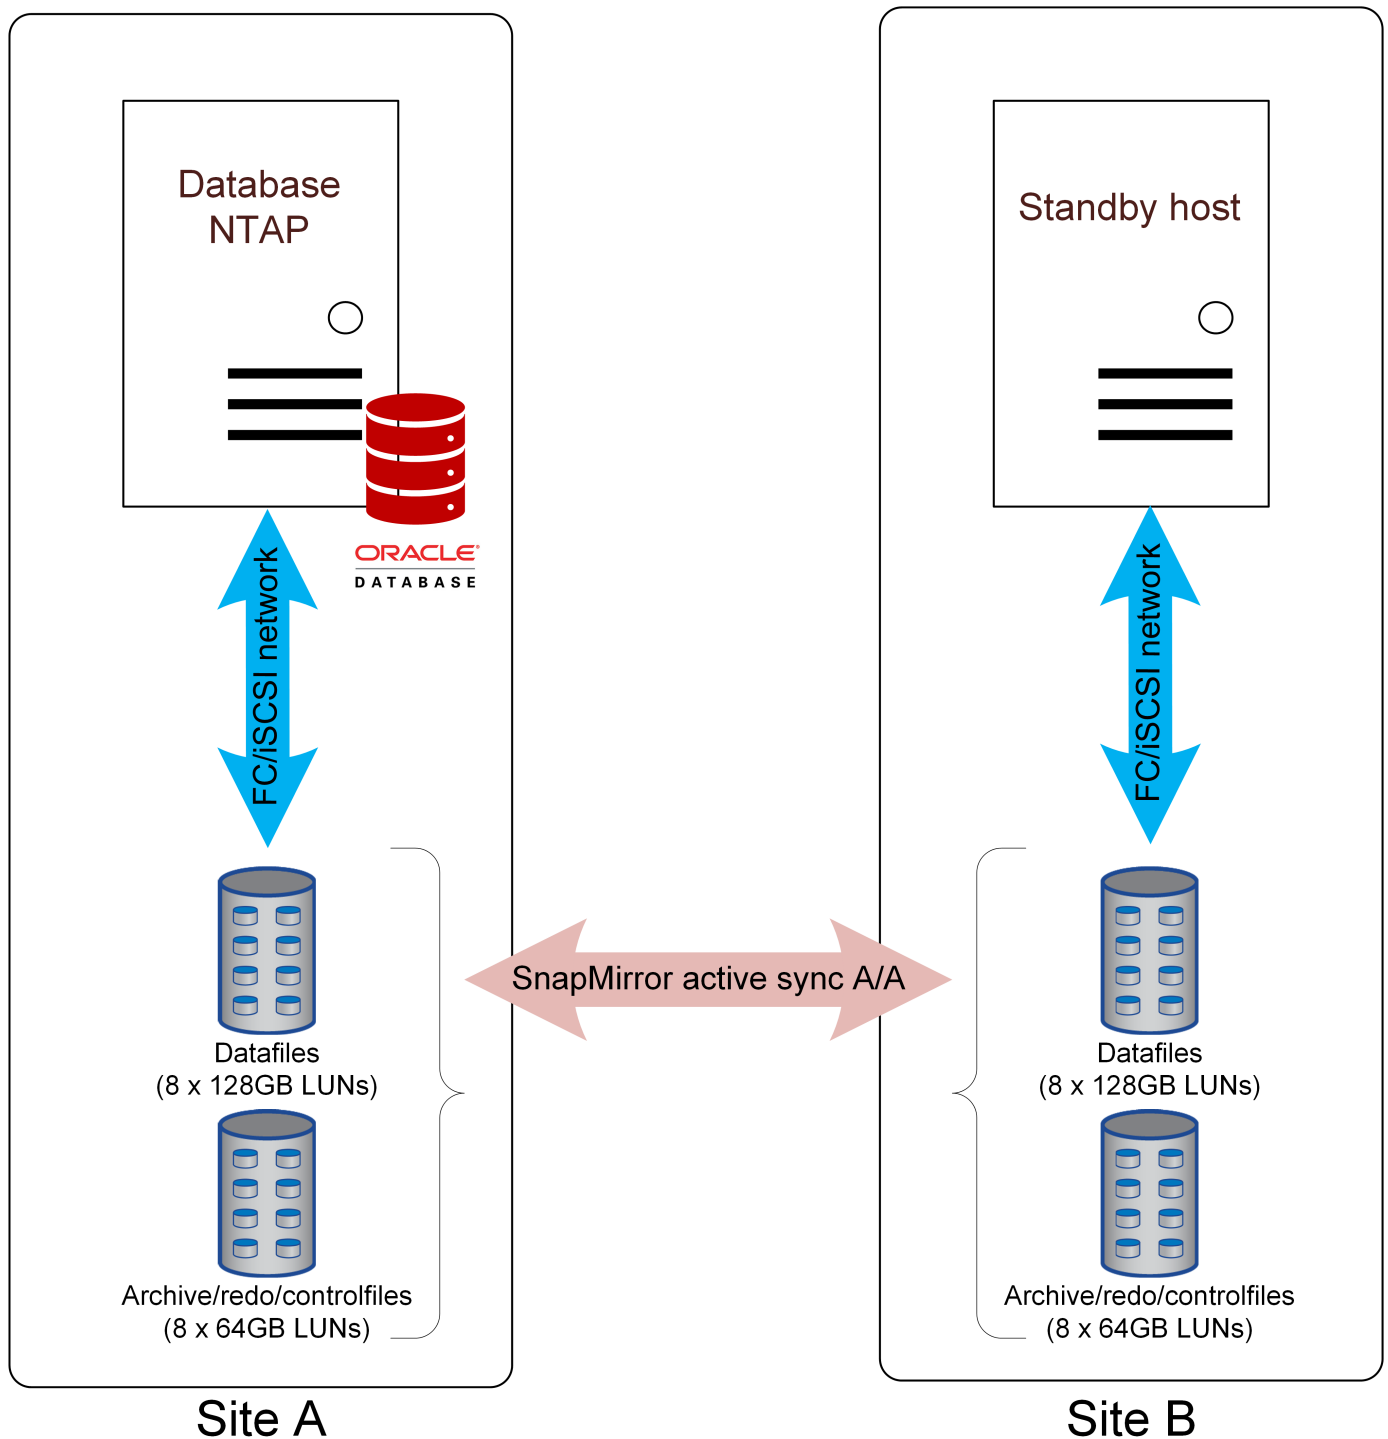 Database
NTAP
ORACLE®
DATABASE
FC/iSCSI network
Datafiles
(8 x 128GB LUNs)
Archive/redo/controlfiles
(8 x 64GB LUNs)
Site A
SnapMirror active sync A/A
Standby host
FC/iSCSI network
Datafiles
(8 x 128GB LUNs)
Archive/redo/controlfiles
(8 x 64GB LUNs)
Site B